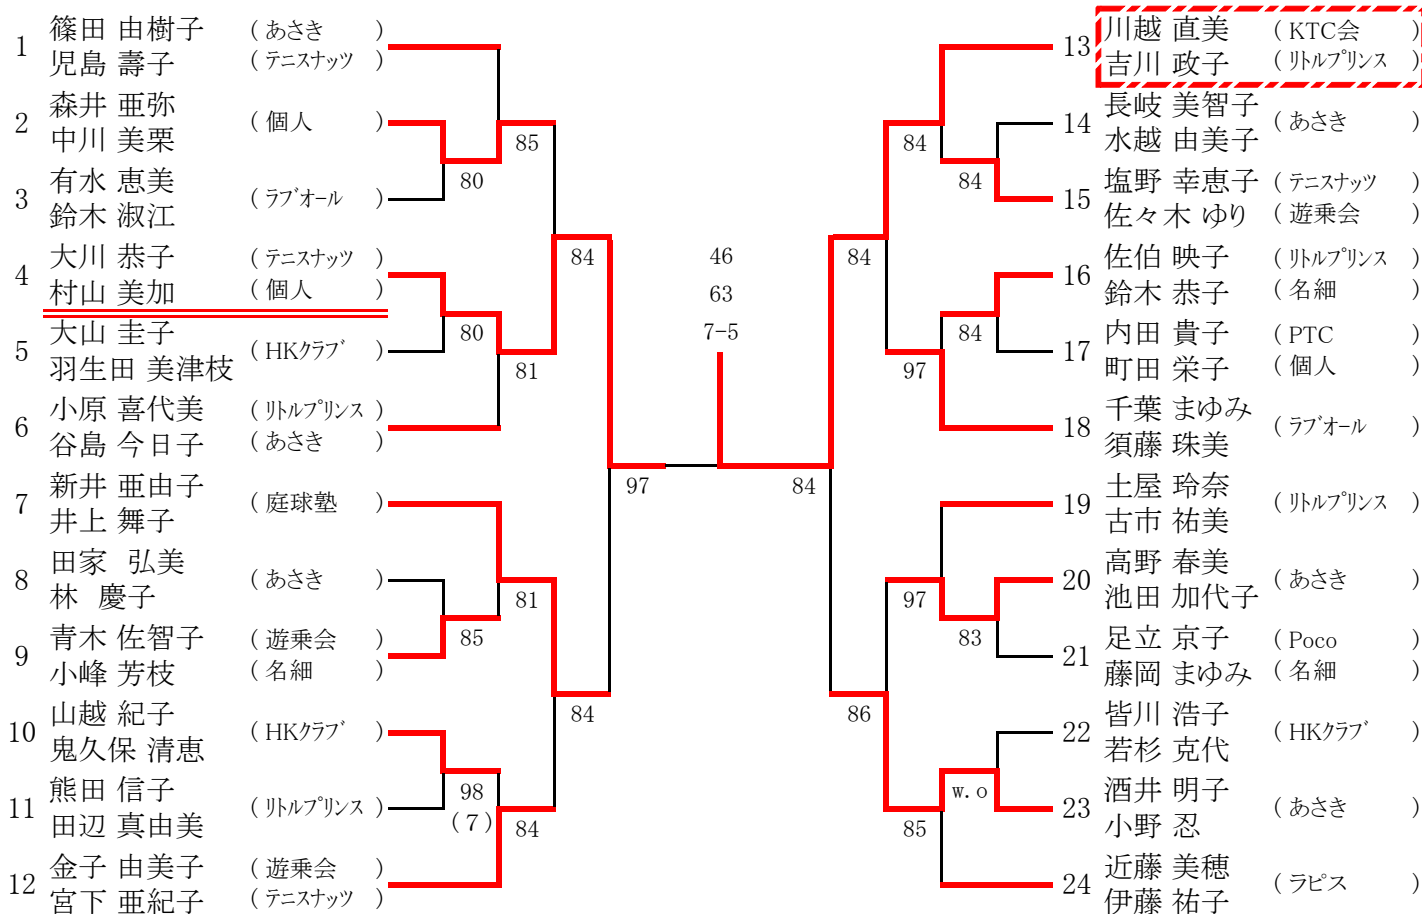 1 篠田 由樹子 (あさき)
児島 壽子 (テニスナッツ)
2 森井 亜弥 (個人)
中川 美栗
3 有水 恵美 (ラブオール)
鈴木 淑江
4 大川 恭子 (テニスナッツ)
村山 美加 (個人)
5 大山 圭子 (HKクラブ)
羽生田 美津枝
6 小原 喜代美 (リトルプリンス)
谷島 今日子 (あさき)
7 新井 亜由子 (庭球塾)
井上 舞子
8 田家 弘美 (あさき)
林 慶子
9 青木 佐智子 (遊乗会)
小峰 芳枝 (名細)
10 山越 紀子 (HKクラブ)
鬼久保 清恵
11 熊田 信子 (リトルプリンス)
田辺 真由美
12 金子 由美子 (遊乗会)
宮下 亜紀子 (テニスナッツ)
80
80
85
98
(7)
85
81
81
84
84
84
97
46
63
7-5
84
84
86
84
97
97
85
84
84
83
w.o
13 川越 直美 (KTC会)
吉川 政子 (リトルプリンス)
14 長岐 美智子 (あさき)
水越 由美子
15 塩野 幸恵子 (テニスナッツ)
佐々木 ゆり (遊乗会)
16 佐伯 映子 (リトルプリンス)
鈴木 恭子 (名細)
17 内田 貴子 (PTC)
町田 栄子 (個人)
18 千葉 まゆみ (ラブオール)
須藤 珠美
19 土屋 玲奈 (リトルプリンス)
古市 祐美
20 高野 春美 (あさき)
池田 加代子
21 足立 京子 (Poco)
藤岡 まゆみ (名細)
22 皆川 浩子 (HKクラブ)
若杉 克代
23 酒井 明子 (あさき)
小野 忍
24 近藤 美穂 (ラピス)
伊藤 祐子